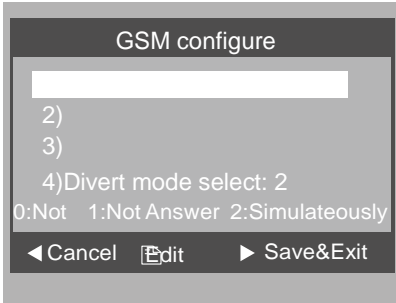 GSM configure
2)
3)
4)Divert mode select: 2
0:Not 1:Not Answer 2:Simulateously
◀Cancel Edit ▶ Save&Exit